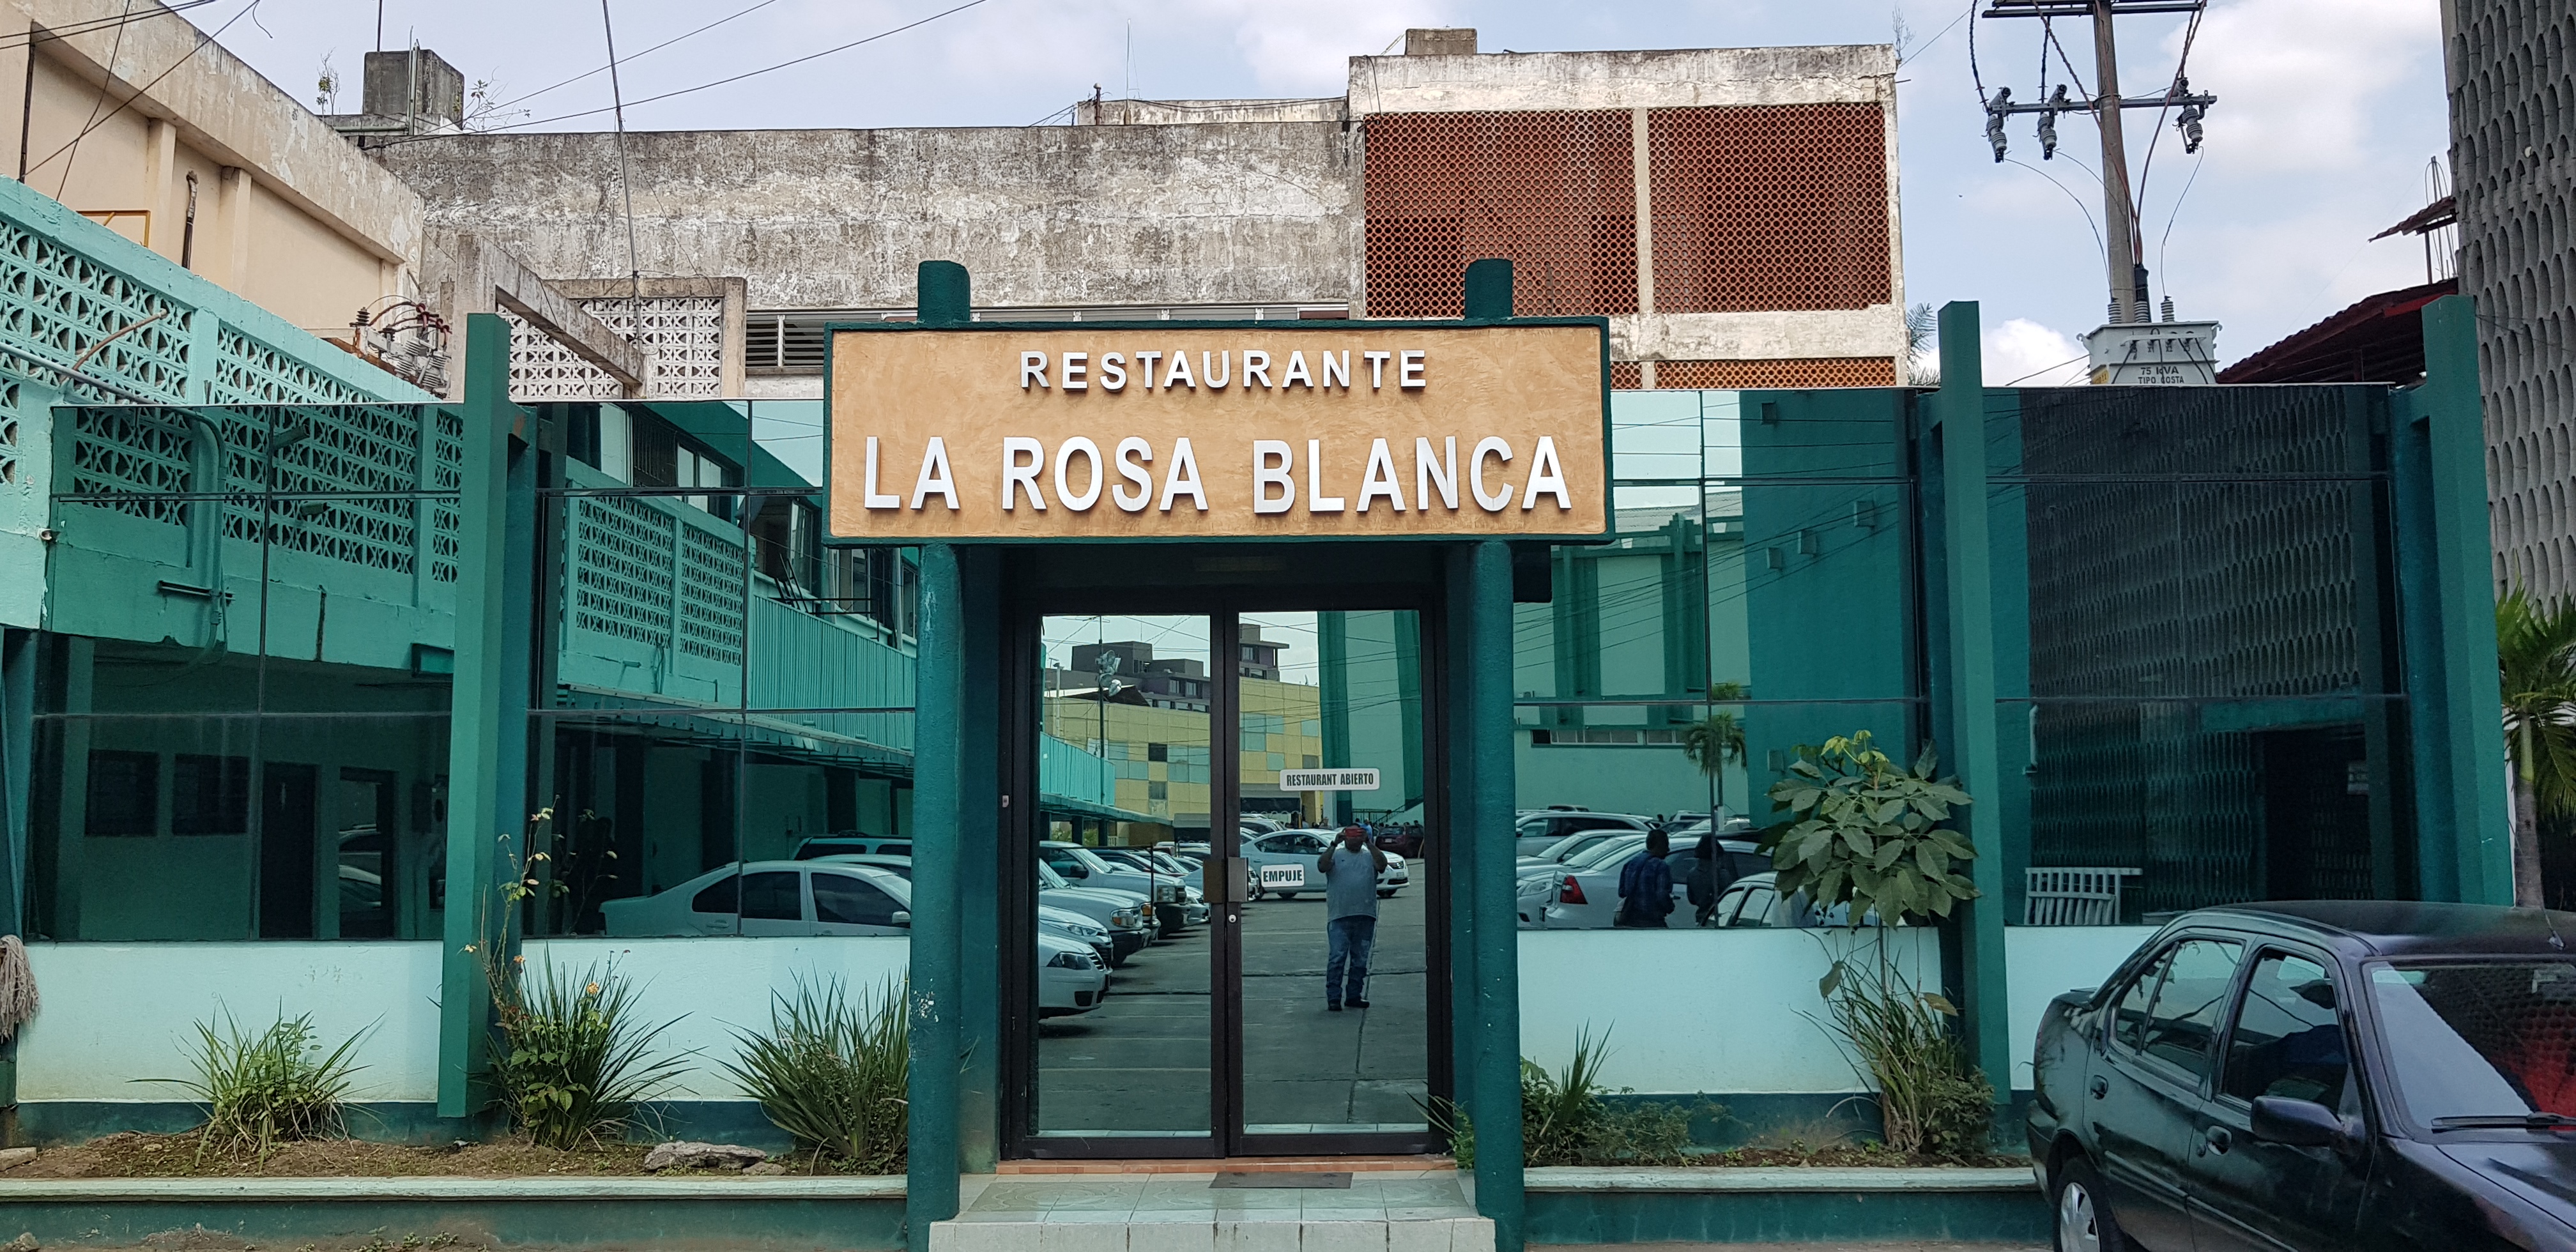 RESTAURANTE
LA ROSA BLANCA
75 kVA
TIPO COSTA
RESTAURANT ABIERTO
EMPUJE